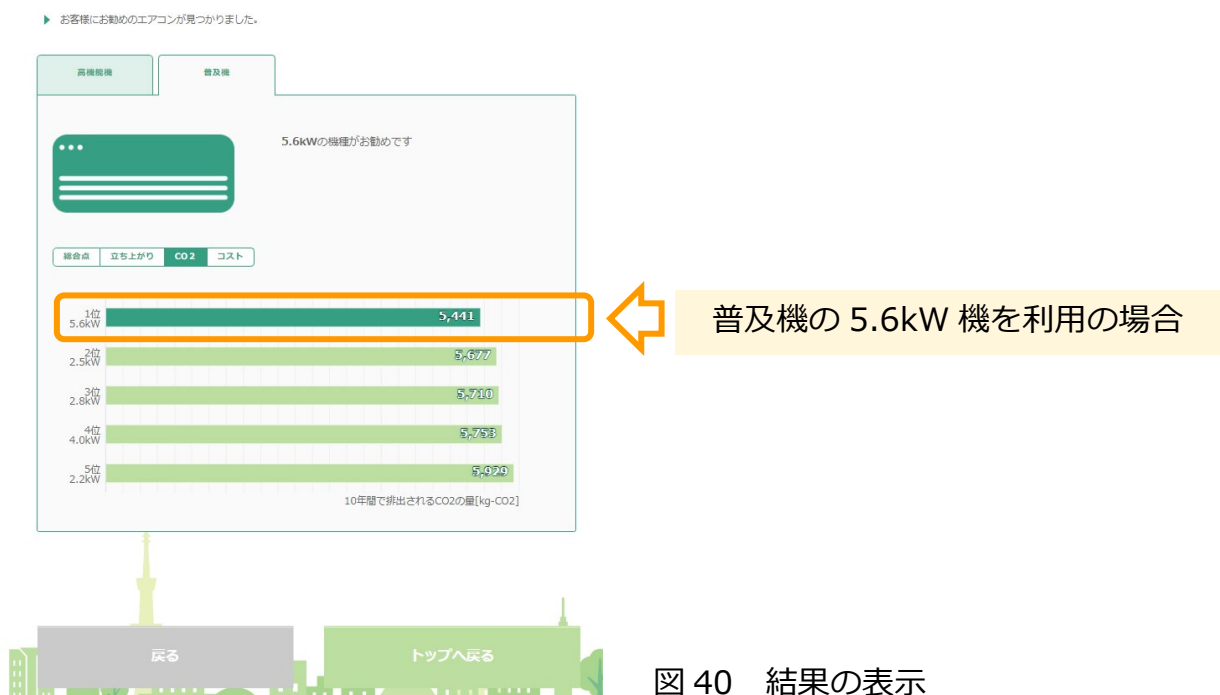 お客様にお勧めのエアコンが見つかりました。
高機能機
普及機
5.6kWの機種がお勧めです
総合点 立ち上がり CO2 コスト
1位
5.6kW
5,441
普及機の 5.6kW 機を利用の場合
2位
2.5kW
5,677
3位
2.8kW
5,710
4位
4.0kW
5,753
5位
2.2kW
5,929
10年間で排出されるCO2の量[kg-CO2]
戻る
トップへ戻る
図 40 結果の表示